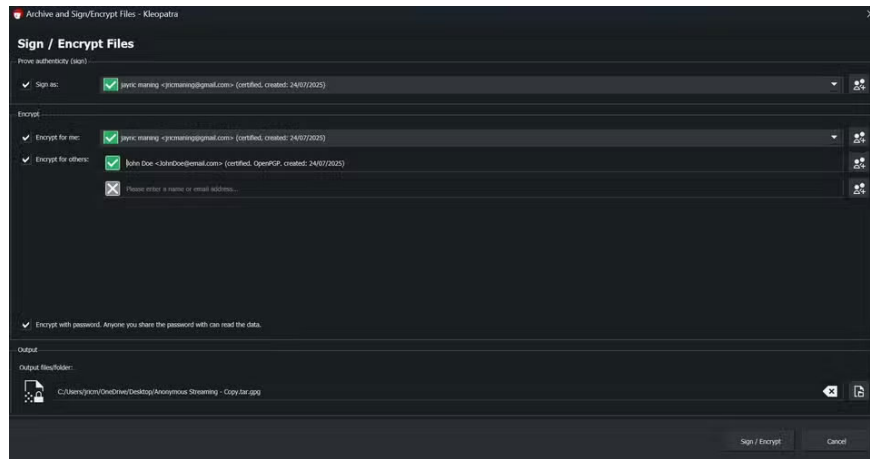 Archive and Sign/Encrypt Files - Kleopatra
Sign / Encrypt Files
Prove authenticity (sign)
Sign as: jayric maning <jricmaning@gmail.com> (certified, created: 24/07/2025)
Encrypt
Encrypt for me: jayric maning <jricmaning@gmail.com> (certified, created: 24/07/2025)
Encrypt for others: John Doe <JohnDoe@email.com> (certified, OpenPGP, created: 24/07/2025)
Please enter a name or email address...
Encrypt with password. Anyone you share the password with can read the data.
Output
Output files/folder:
C:/Users/jricm/OneDrive/Desktop/Anonymous Streaming - Copy.tar.gpg
Sign / Encrypt
Cancel